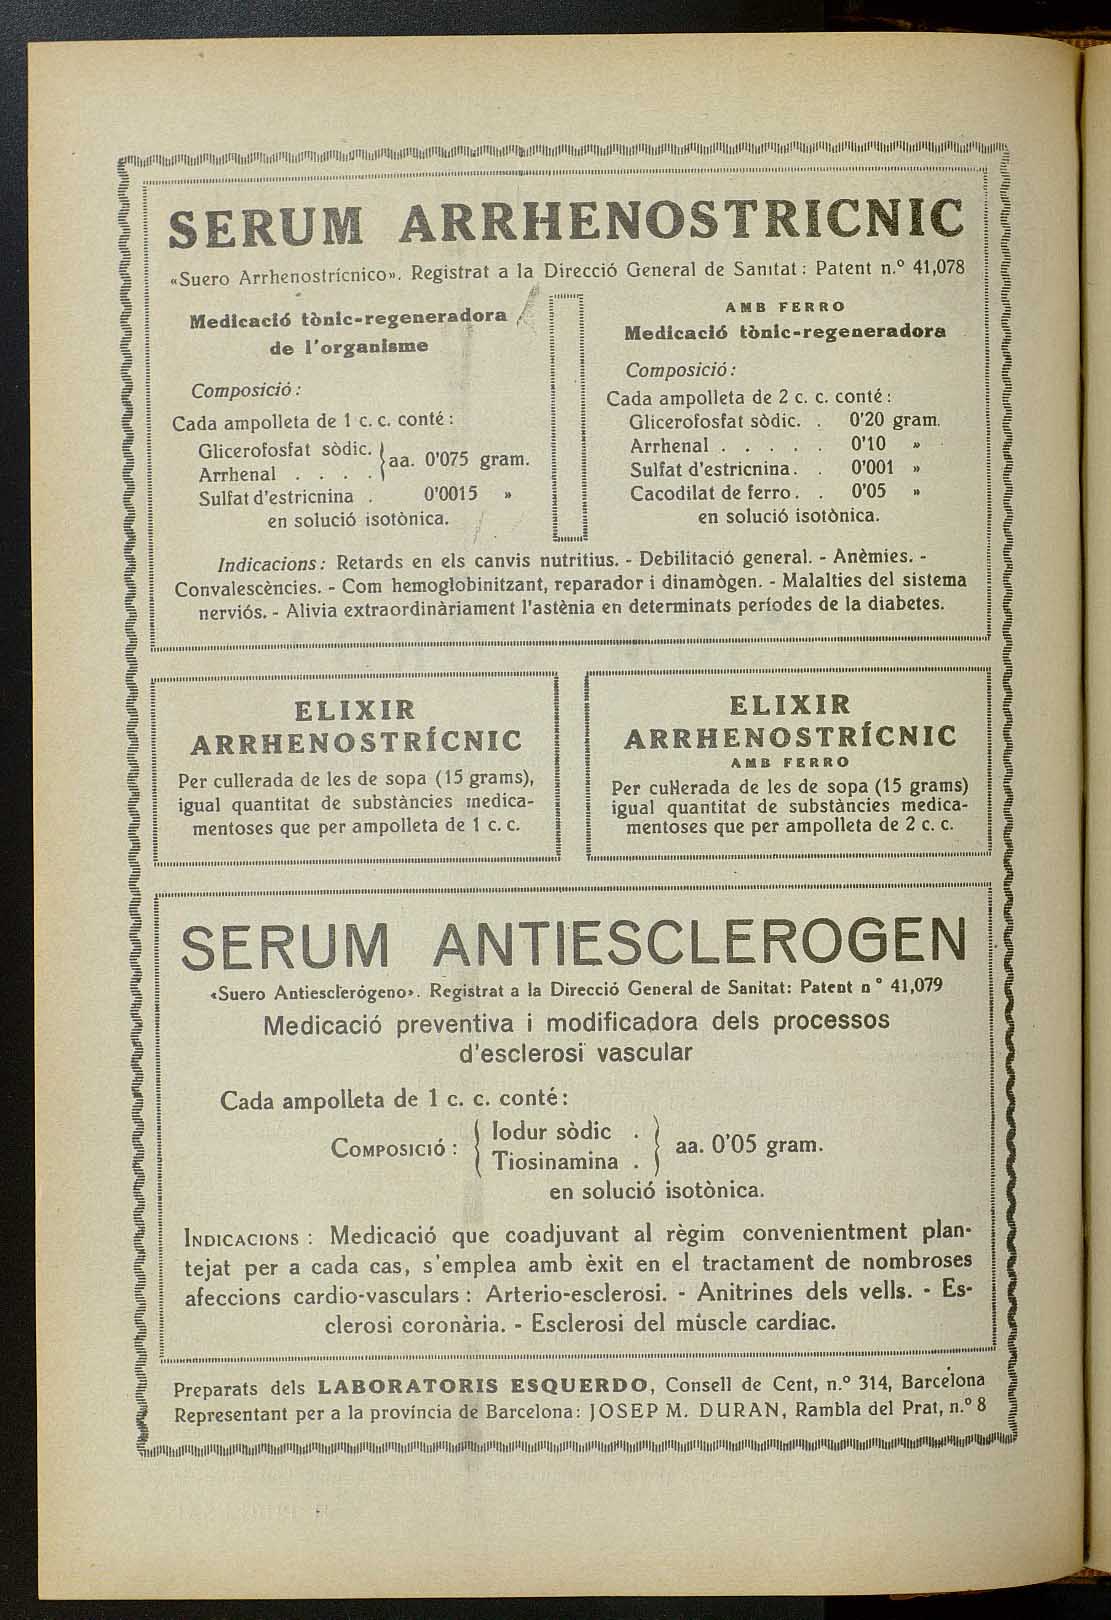 SERUM ARRHENOSTRICNIC
«Suero Arrhenostrícnico». Registrat a la Direcció General de Sanitat: Patent n.º 41,078
Medicació tònic-regeneradora
de l'organisme
Composició:
Cada ampolleta de 1 c. c. conté:
Glicerofosfat sòdic.
Arrhenal . . . .
aa. 0'075 gram.
Sulfat d'estricnina . 0'0015 »
en solució isotònica.
AMB FERRO
Medicació tònic-regeneradora
Composició:
Cada ampolleta de 2 c. c. conté:
Glicerofosfat sòdic. . 0'20 gram.
Arrhenal . . . . . 0'10 »
Sulfat d'estricnina. . 0'001 »
Cacodilat de ferro. . 0'05 »
en solució isotònica.
Indicacions: Retards en els canvis nutritius. - Debilitació general. - Anèmies. -
Convalescències. - Com hemoglobinitzant, reparador i dinamògen. - Malalties del sistema
nerviós. - Alivia extraordinàriament l'astènia en determinats períodes de la diabetes.
ELIXIR
ARRHENOSTRÍCNIC
Per cullerada de les de sopa (15 grams),
igual quantitat de substàncies medica-
mentoses que per ampolleta de 1 c. c.
ELIXIR
ARRHENOSTRÍCNIC
AMB FERRO
Per cullerada de les de sopa (15 grams)
igual quantitat de substàncies medica-
mentoses que per ampolleta de 2 c. c.
SERUM ANTIESCLEROGEN
«Suero Antiesclerógeno». Registrat a la Direcció General de Sanitat: Patent n º 41,079
Medicació preventiva i modificadora dels processos
d'esclerosi vascular
Cada ampolleta de 1 c. c. conté:
COMPOSICIÓ:
Iodur sòdic .
Tiosinamina .
aa. 0'05 gram.
en solució isotònica.
INDICACIONS: Medicació que coadjuvant al règim convenientment plan-
tejat per a cada cas, s'emplea amb èxit en el tractament de nombroses
afeccions cardio-vasculars: Arterio-esclerosi. - Anitrines dels vells. - Es-
clerosi coronària. - Esclerosi del múscle cardíac.
Preparats dels LABORATORIS ESQUERDO, Consell de Cent, n.º 314, Barcelona
Representant per a la província de Barcelona: JOSEP M. DURAN, Rambla del Prat, n.º 8